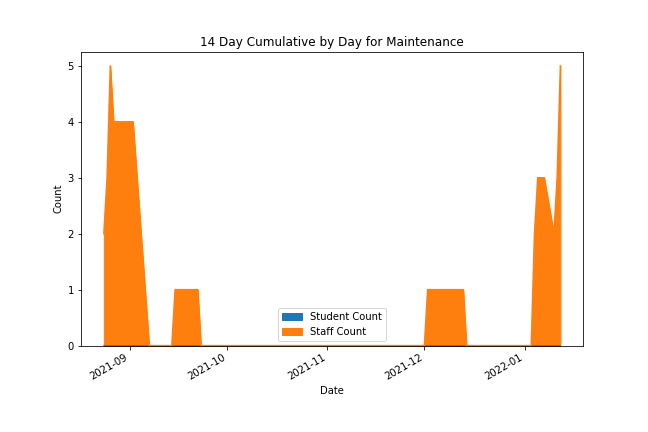 14 Day Cumulative by Day for Maintenance
5
4
3
2
1
0
Count
Student Count
Staff Count
2021-09
2021-10
2021-11
2021-12
2022-01
Date